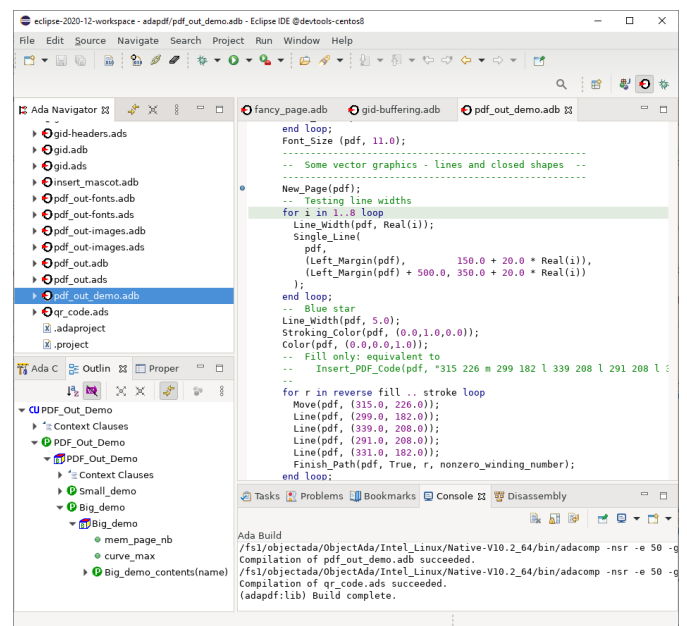 eclipse-2020-12-workspace - adapdf/pdf_out_demo.adb - Eclipse IDE @devtools-centos8
File Edit Source Navigate Search Project Run Window Help
Ada Navigator
gid-headers.ads
gid.adb
gid.ads
insert_mascot.adb
pdf_out-fonts.adb
pdf_out-fonts.ads
pdf_out-images.adb
pdf_out-images.ads
pdf_out.adb
pdf_out.ads
pdf_out_demo.adb
qr_code.ads
.adaproject
.project
fancy_page.adb gid-buffering.adb pdf_out_demo.adb
end loop;
Font_Size (pdf, 11.0);
------------------------------------------------------
-- Some vector graphics - lines and closed shapes --
------------------------------------------------------
New_Page(pdf);
-- Testing line widths
for i in 1..8 loop
Line_Width(pdf, Real(i));
Single_Line(
pdf,
(Left_Margin(pdf), 150.0 + 20.0 * Real(i)),
(Left_Margin(pdf) + 500.0, 350.0 + 20.0 * Real(i))
);
end loop;
-- Blue star
Line_Width(pdf, 5.0);
Stroking_Color(pdf, (0.0,1.0,0.0));
Color(pdf, (0.0,0.0,1.0));
-- Fill only: equivalent to
-- Insert_PDF_Code(pdf, "315 226 m 299 182 l 339 208 l 291 208 l
--
for r in reverse fill .. stroke loop
Move(pdf, (315.0, 226.0));
Line(pdf, (299.0, 182.0));
Line(pdf, (339.0, 208.0));
Line(pdf, (291.0, 208.0));
Line(pdf, (331.0, 182.0));
Finish_Path(pdf, True, r, nonzero_winding_number);
end loop;
Ada C Outlin Proper
PDF_Out_Demo
Context Clauses
PDF_Out_Demo
PDF_Out_Demo
Context Clauses
Small_demo
Big_demo
Big_demo
mem_page_nb
curve_max
Big_demo_contents(name)
Tasks Problems Bookmarks Console Disassembly
Ada Build
/fs1/objectada/ObjectAda/Intel_Linux/Native-V10.2_64/bin/adacomp -nsr -e 50 -g
Compilation of pdf_out_demo.adb succeeded.
/fs1/objectada/ObjectAda/Intel_Linux/Native-V10.2_64/bin/adacomp -nsr -e 50 -g
Compilation of qr_code.ads succeeded.
(adapdf:lib) Build complete.